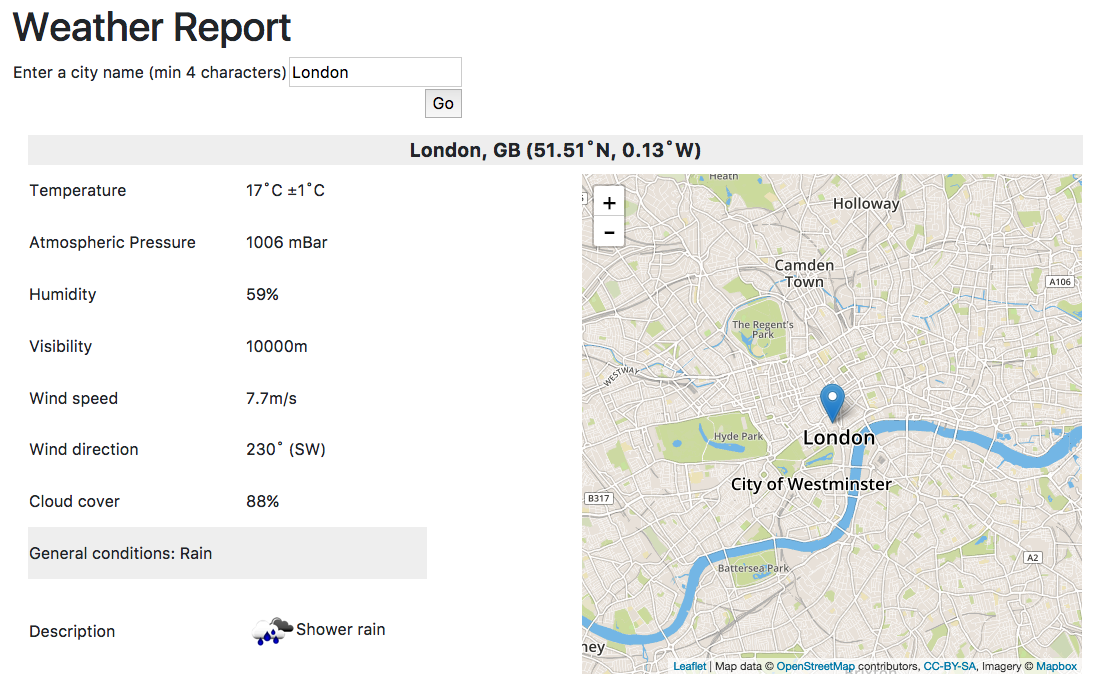 Weather Report
Enter a city name (min 4 characters) London
Go
London, GB (51.51˚N, 0.13˚W)
Temperature 17˚C ±1˚C
Atmospheric Pressure 1006 mBar
Humidity 59%
Visibility 10000m
Wind speed 7.7m/s
Wind direction 230˚ (SW)
Cloud cover 88%
General conditions: Rain
Description Shower rain
+
−
Heath
Holloway
Camden
Town
A106
The Regent's
Park
WESTWAY
Hyde Park
London
City of Westminster
B317
A2
Battersea Park
Leaflet | Map data © OpenStreetMap contributors, CC-BY-SA, Imagery © Mapbox